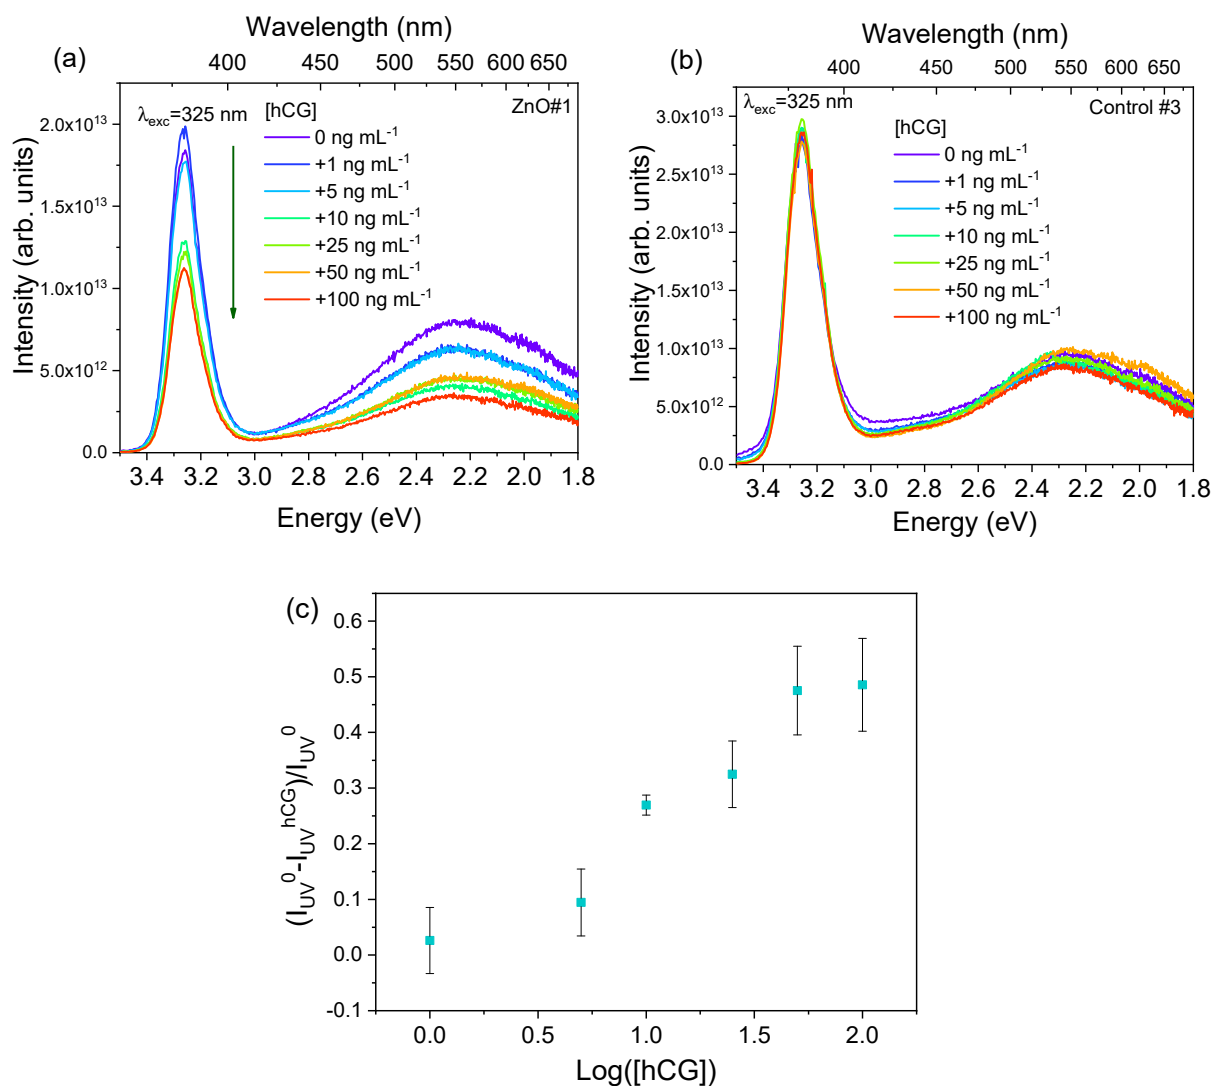 Wavelength (nm)
(a)
400 450 500 550 600 650
λexc=325 nm
[hCG]
ZnO#1
0 ng mL-1
+1 ng mL-1
+5 ng mL-1
+10 ng mL-1
+25 ng mL-1
+50 ng mL-1
+100 ng mL-1
2.0x10^13
1.5x10^13
1.0x10^13
5.0x10^12
0.0
Intensity (arb. units)
3.4 3.2 3.0 2.8 2.6 2.4 2.2 2.0 1.8
Energy (eV)
Wavelength (nm)
(b)
400 450 500 550 600 650
λexc=325 nm
Control #3
[hCG]
0 ng mL-1
+1 ng mL-1
+5 ng mL-1
+10 ng mL-1
+25 ng mL-1
+50 ng mL-1
+100 ng mL-1
3.0x10^13
2.5x10^13
2.0x10^13
1.5x10^13
1.0x10^13
5.0x10^12
0.0
Intensity (arb. units)
3.4 3.2 3.0 2.8 2.6 2.4 2.2 2.0 1.8
Energy (eV)
(c)
0.6
0.5
0.4
0.3
0.2
0.1
0.0
-0.1
(IUV^0-IUV^hCG)/IUV^0
0.0 0.5 1.0 1.5 2.0
Log([hCG])